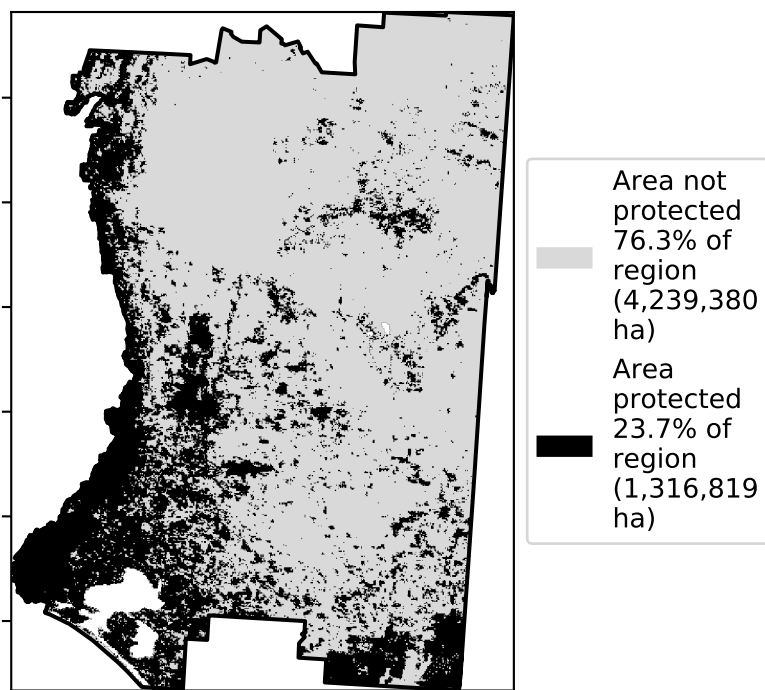 Area not
protected
76.3% of
region
(4,239,380
ha)
Area
protected
23.7% of
region
(1,316,819
ha)